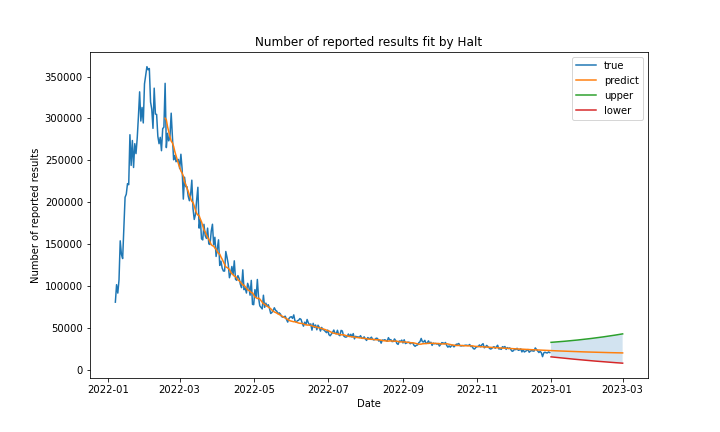 Number of reported results fit by Halt
Number of reported results
350000
300000
250000
200000
150000
100000
50000
0
true
predict
upper
lower
2022-01
2022-03
2022-05
2022-07
2022-09
2022-11
2023-01
2023-03
Date